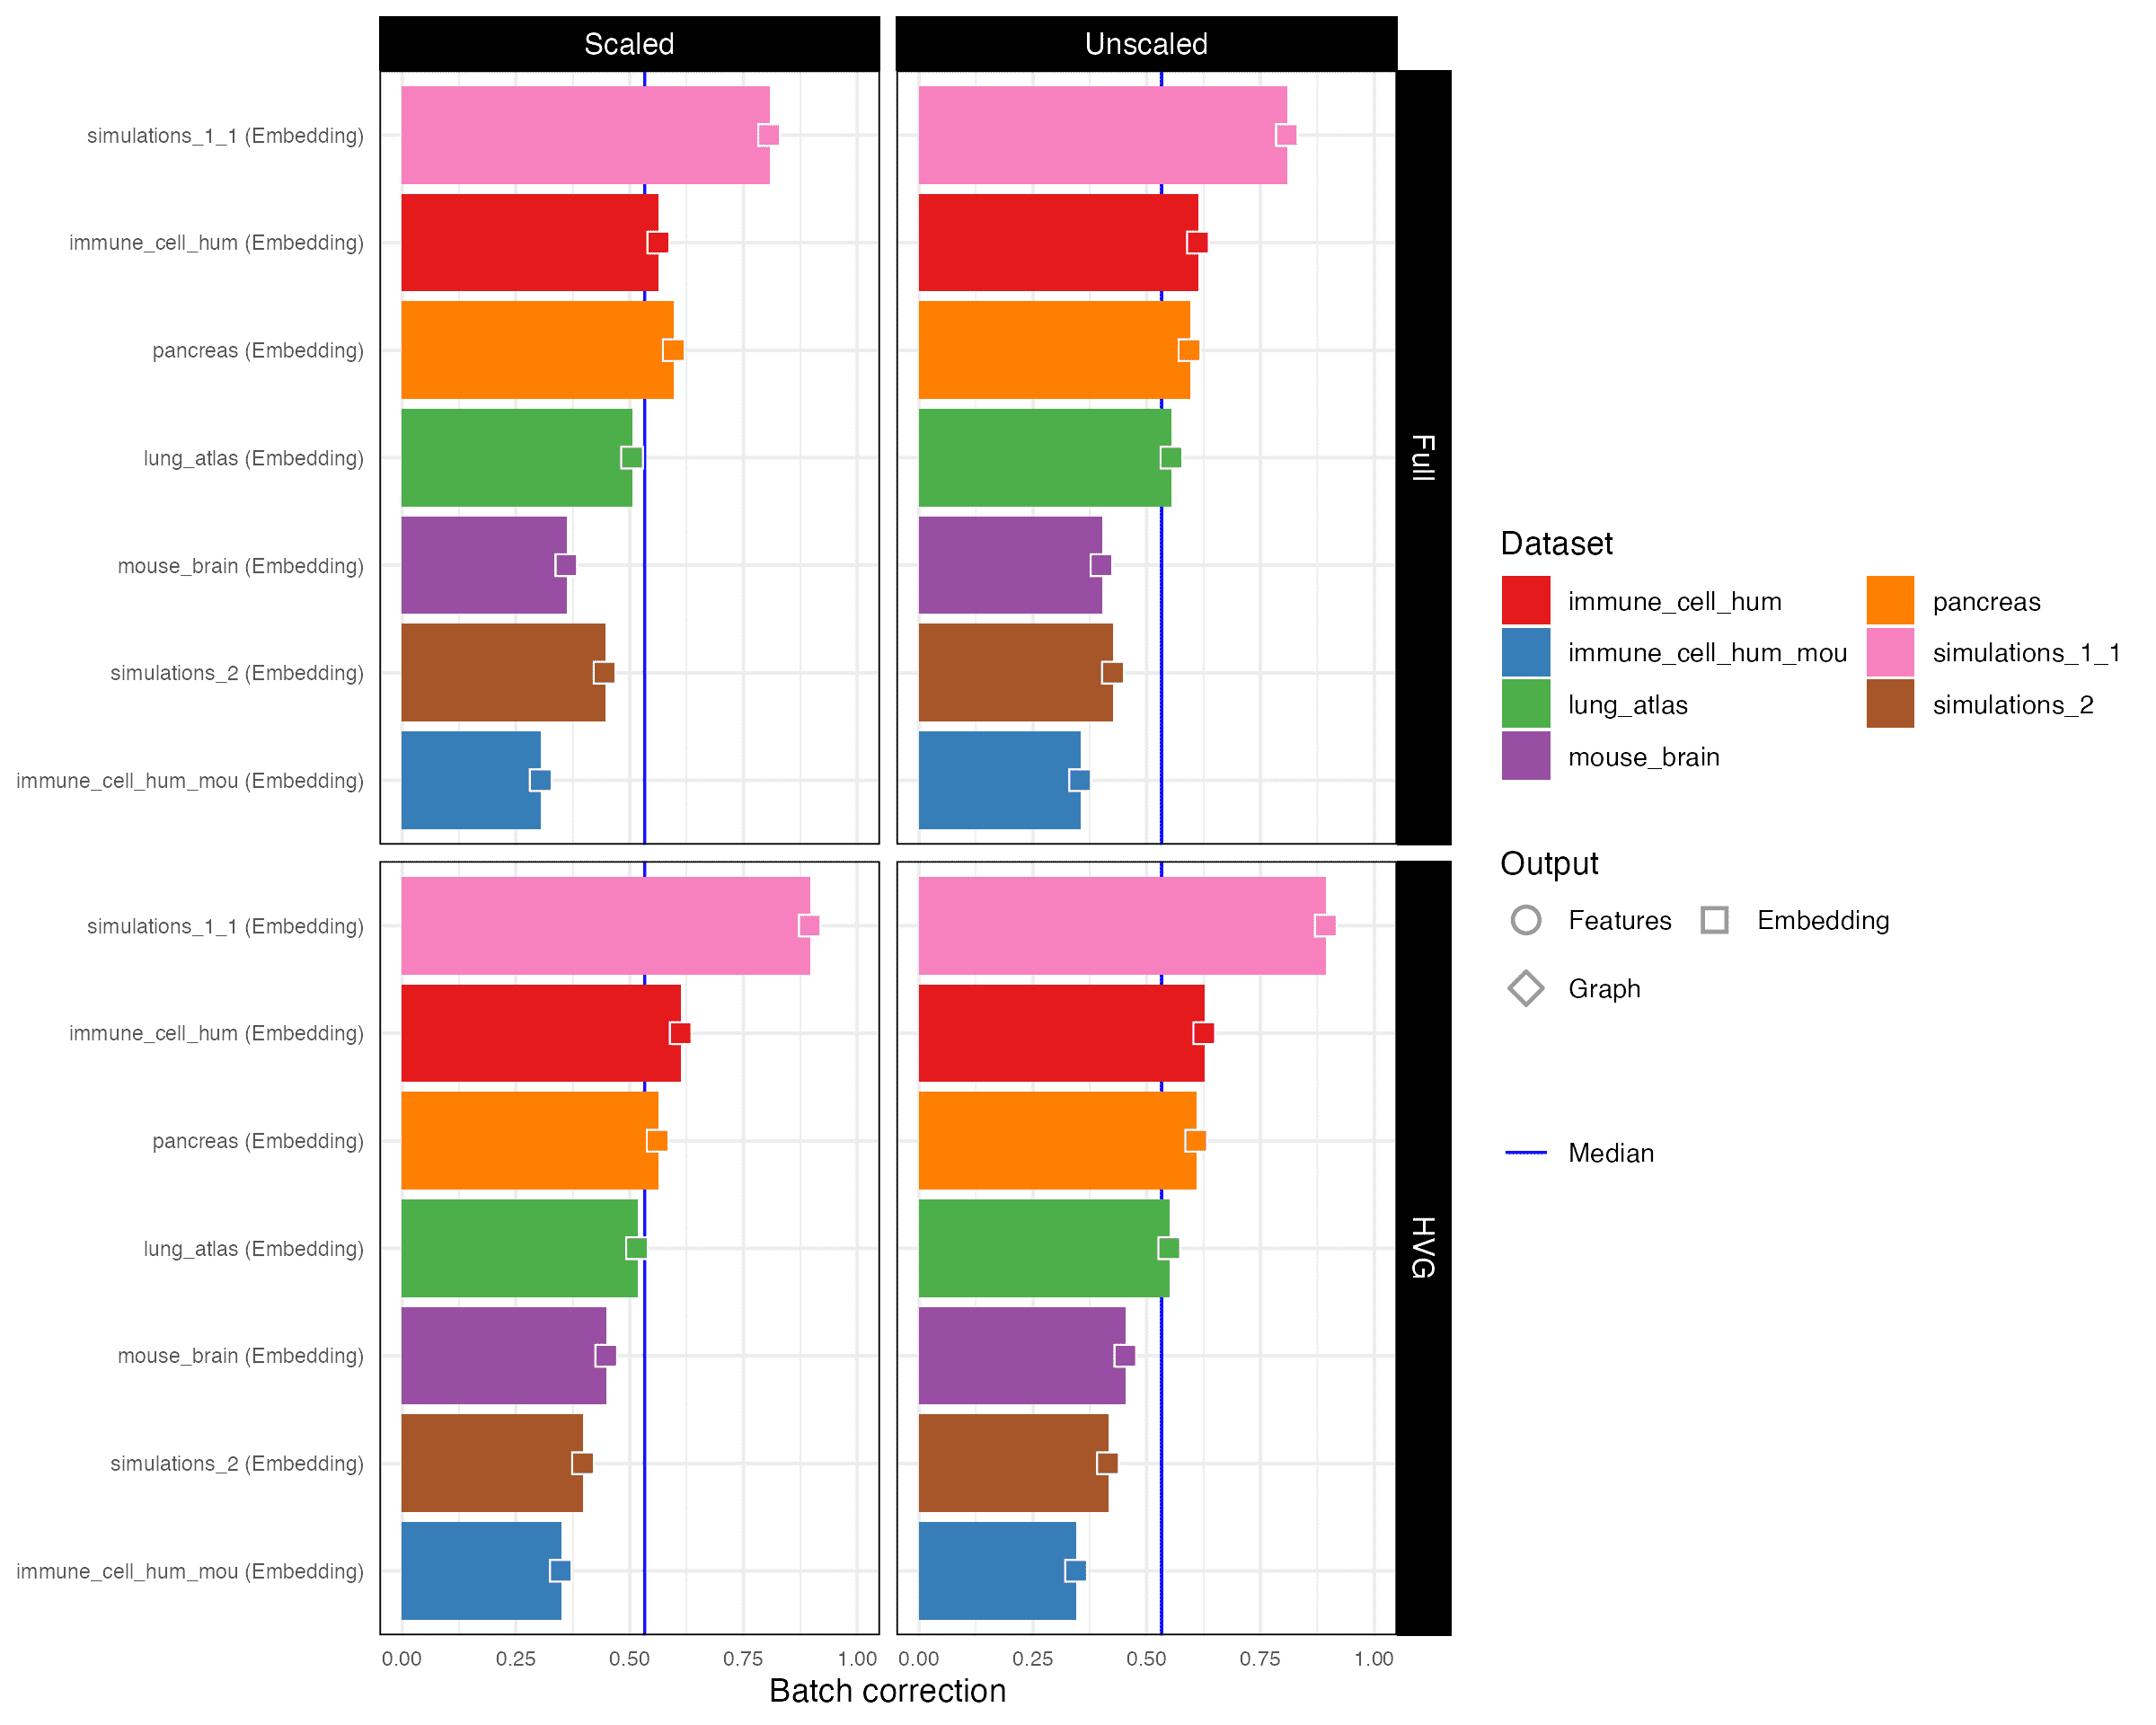 Scaled
Unscaled
simulations_1_1 (Embedding)
immune_cell_hum (Embedding)
pancreas (Embedding)
lung_atlas (Embedding)
mouse_brain (Embedding)
simulations_2 (Embedding)
immune_cell_hum_mou (Embedding)
Full
simulations_1_1 (Embedding)
immune_cell_hum (Embedding)
pancreas (Embedding)
lung_atlas (Embedding)
mouse_brain (Embedding)
simulations_2 (Embedding)
immune_cell_hum_mou (Embedding)
HVG
0.00 0.25 0.50 0.75 1.00
0.00 0.25 0.50 0.75 1.00
Batch correction
Dataset
immune_cell_hum
immune_cell_hum_mou
lung_atlas
mouse_brain
pancreas
simulations_1_1
simulations_2
Output
Features
Embedding
Graph
Median